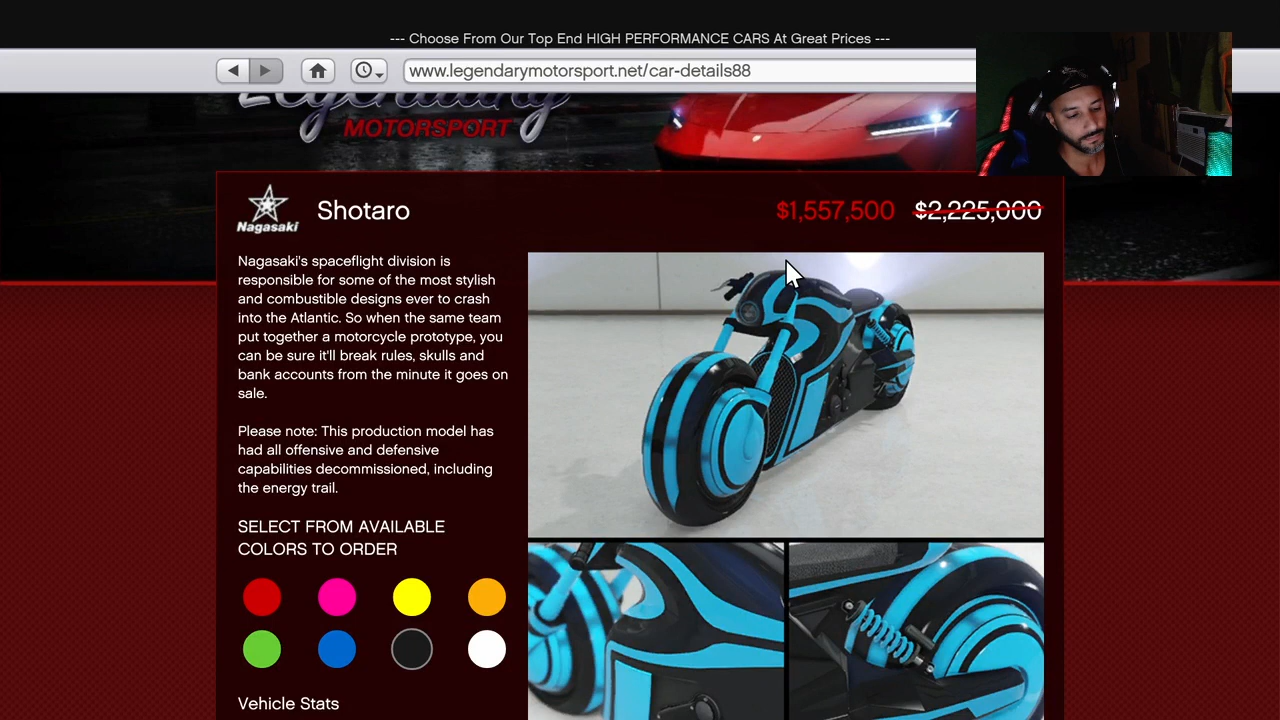 --- Choose From Our Top End HIGH PERFORMANCE CARS At Great Prices ---
www.legendarymotorsport.net/car-details88
Legendary
MOTORSPORT
Nagasaki
Shotaro
$1,557,500 $2,225,000
Nagasaki's spaceflight division is
responsible for some of the most stylish
and combustible designs ever to crash
into the Atlantic. So when the same team
put together a motorcycle prototype, you
can be sure it'll break rules, skulls and
bank accounts from the minute it goes on
sale.
Please note: This production model has
had all offensive and defensive
capabilities decommissioned, including
the energy trail.
SELECT FROM AVAILABLE
COLORS TO ORDER
Vehicle Stats